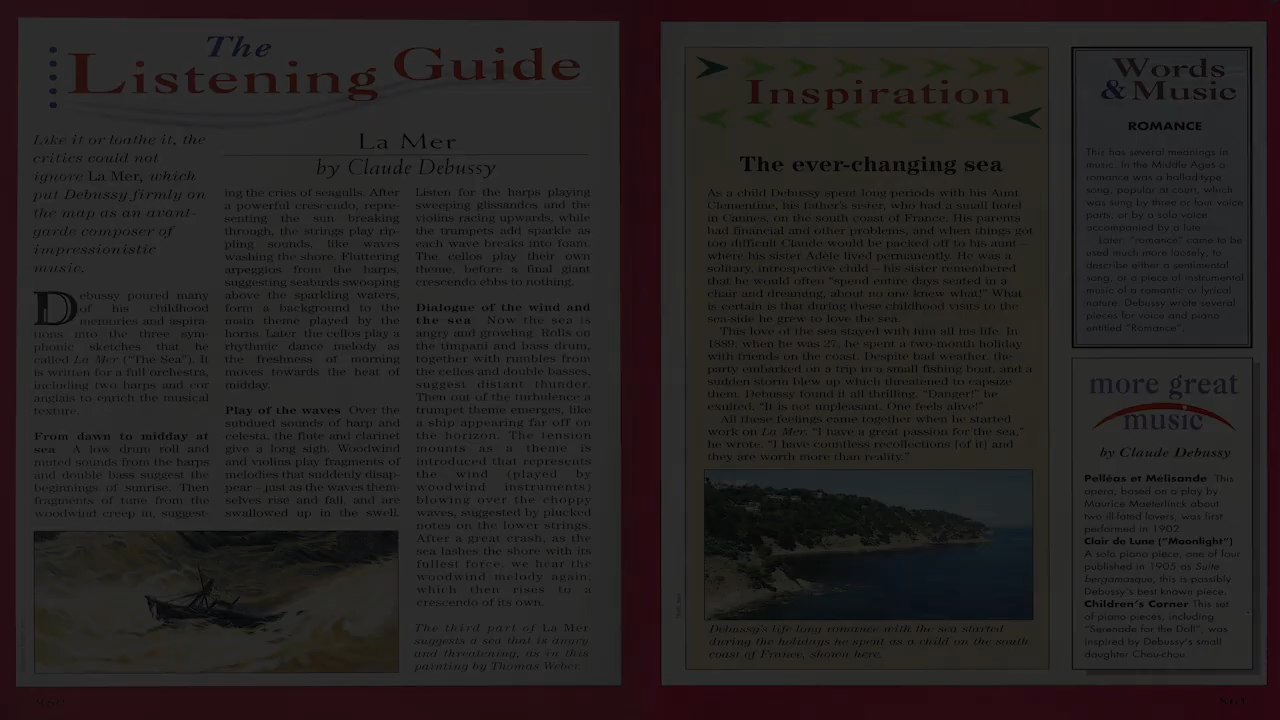 The
Listening Guide
Like it or loathe it, the
critics could not
ignore La Mer, which
put Debussy firmly on
the map as an avant-
garde composer of
impressionistic
music.
Debussy poured many
of his childhood
memories and aspira-
tions into the three sym-
phonic sketches that he
called La Mer ("The Sea"). It
is written for a full orchestra,
including two harps and cor
anglais to enrich the musical
texture.
From dawn to midday at
sea A low drum roll and
muted sounds from the harps
and double bass suggest the
beginnings of sunrise. Then
fragments of tune from the
woodwind creep in, suggest-
La Mer
by Claude Debussy
ing the cries of seagulls. After
a powerful crescendo, repre-
senting the sun breaking
through, the strings play rip-
pling sounds, like waves
washing the shore. Fluttering
arpeggios from the harps,
suggesting seabirds swooping
above the sparkling waters,
form a background to the
main theme played by the
horns. Later the cellos play a
rhythmic dance melody as
the freshness of morning
moves towards the heat of
midday.
Play of the waves Over the
subdued sounds of harp and
celesta, the flute and clarinet
give a long sigh. Woodwind
and violins play fragments of
melodies that suddenly disap-
pear – just as the waves them-
selves rise and fall, and are
swallowed up in the swell.
Listen for the harps playing
sweeping glissandos and the
violins racing upwards, while
the trumpets add sparkle as
each wave breaks into foam.
The cellos play their own
theme, before a final giant
crescendo ebbs to nothing.
Dialogue of the wind and
the sea Now the sea is
angry and growling. Rolls on
the timpani and bass drum,
together with rumbles from
the cellos and double basses,
suggest distant thunder.
Then out of the turbulence a
trumpet theme emerges, like
a ship appearing far off on
the horizon. The tension
mounts as a theme is
introduced that represents
the wind (played by
woodwind instruments)
blowing over the choppy
waves, suggested by plucked
notes on the lower strings.
After a great crash, as the
sea lashes the shore with its
fullest force, we hear the
woodwind melody again,
which then rises to a
crescendo of its own.
The third part of La Mer
suggests a sea that is angry
and threatening, as in this
painting by Thomas Weber.
Inspiration
The ever-changing sea
As a child Debussy spent long periods with his Aunt
Clementine, his father's sister, who had a small hotel
in Cannes, on the south coast of France. His parents
had financial and other problems, and when things got
too difficult Claude would be packed off to his aunt –
where his sister Adèle lived permanently. He was a
solitary, introspective child – his sister remembered
that he would often "spend entire days seated in a
chair and dreaming, about no one knew what!" What
is certain is that during these childhood visits to the
sea-side he grew to love the sea.
This love of the sea stayed with him all his life. In
1889, when he was 27, he spent a two-month holiday
with friends on the coast. Despite bad weather, the
party embarked on a trip in a small fishing boat, and a
sudden storm blew up which threatened to capsize
them. Debussy found it all thrilling. "Danger!" he
exulted. "It is not unpleasant. One feels alive!"
All these feelings came together when he started
work on La Mer. "I have a great passion for the sea,"
he wrote. "I have countless recollections [of it] and
they are worth more than reality."
Debussy's life-long romance with the sea started
during the holidays he spent as a child on the south
coast of France, shown here.
Words
& Music
ROMANCE
This has several meanings in
music. In the Middle Ages a
romance was a ballad-type
song, popular at court, which
was sung by three or four voice
parts, or by a solo voice
accompanied by a lute.
Later, "romance" came to be
used much more loosely, to
describe either a sentimental
song, or a piece of instrumental
music of a romantic or lyrical
nature. Debussy wrote several
pieces for voice and piano
entitled "Romance".
more great
music
by Claude Debussy
Pelléas et Mélisande This
opera, based on a play by
Maurice Maeterlinck about
two ill-fated lovers, was first
performed in 1902.
Clair de Lune ("Moonlight")
A solo piano piece, one of four
published in 1905 as Suite
bergamasque, this is possibly
Debussy's best known piece.
Children's Corner This set
of piano pieces, including
"Serenade for the Doll", was
inspired by Debussy's small
daughter Chou-chou.